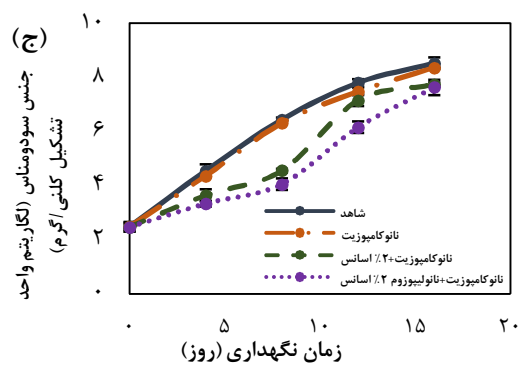 (ج)
جنس سودومناس (لگاریتم واحد
تشکیل کلنی/گرم)
۱۰
۸
۶
۴
۲
۰
شاهد
نانوکامپوزیت
نانوکامپوزیت+۲٪ اسانس
نانوکامپوزیت+نانولیپوزوم ۲٪ اسانس
۰ ۵ ۱۰ ۱۵ ۲۰
زمان نگهداری (روز)